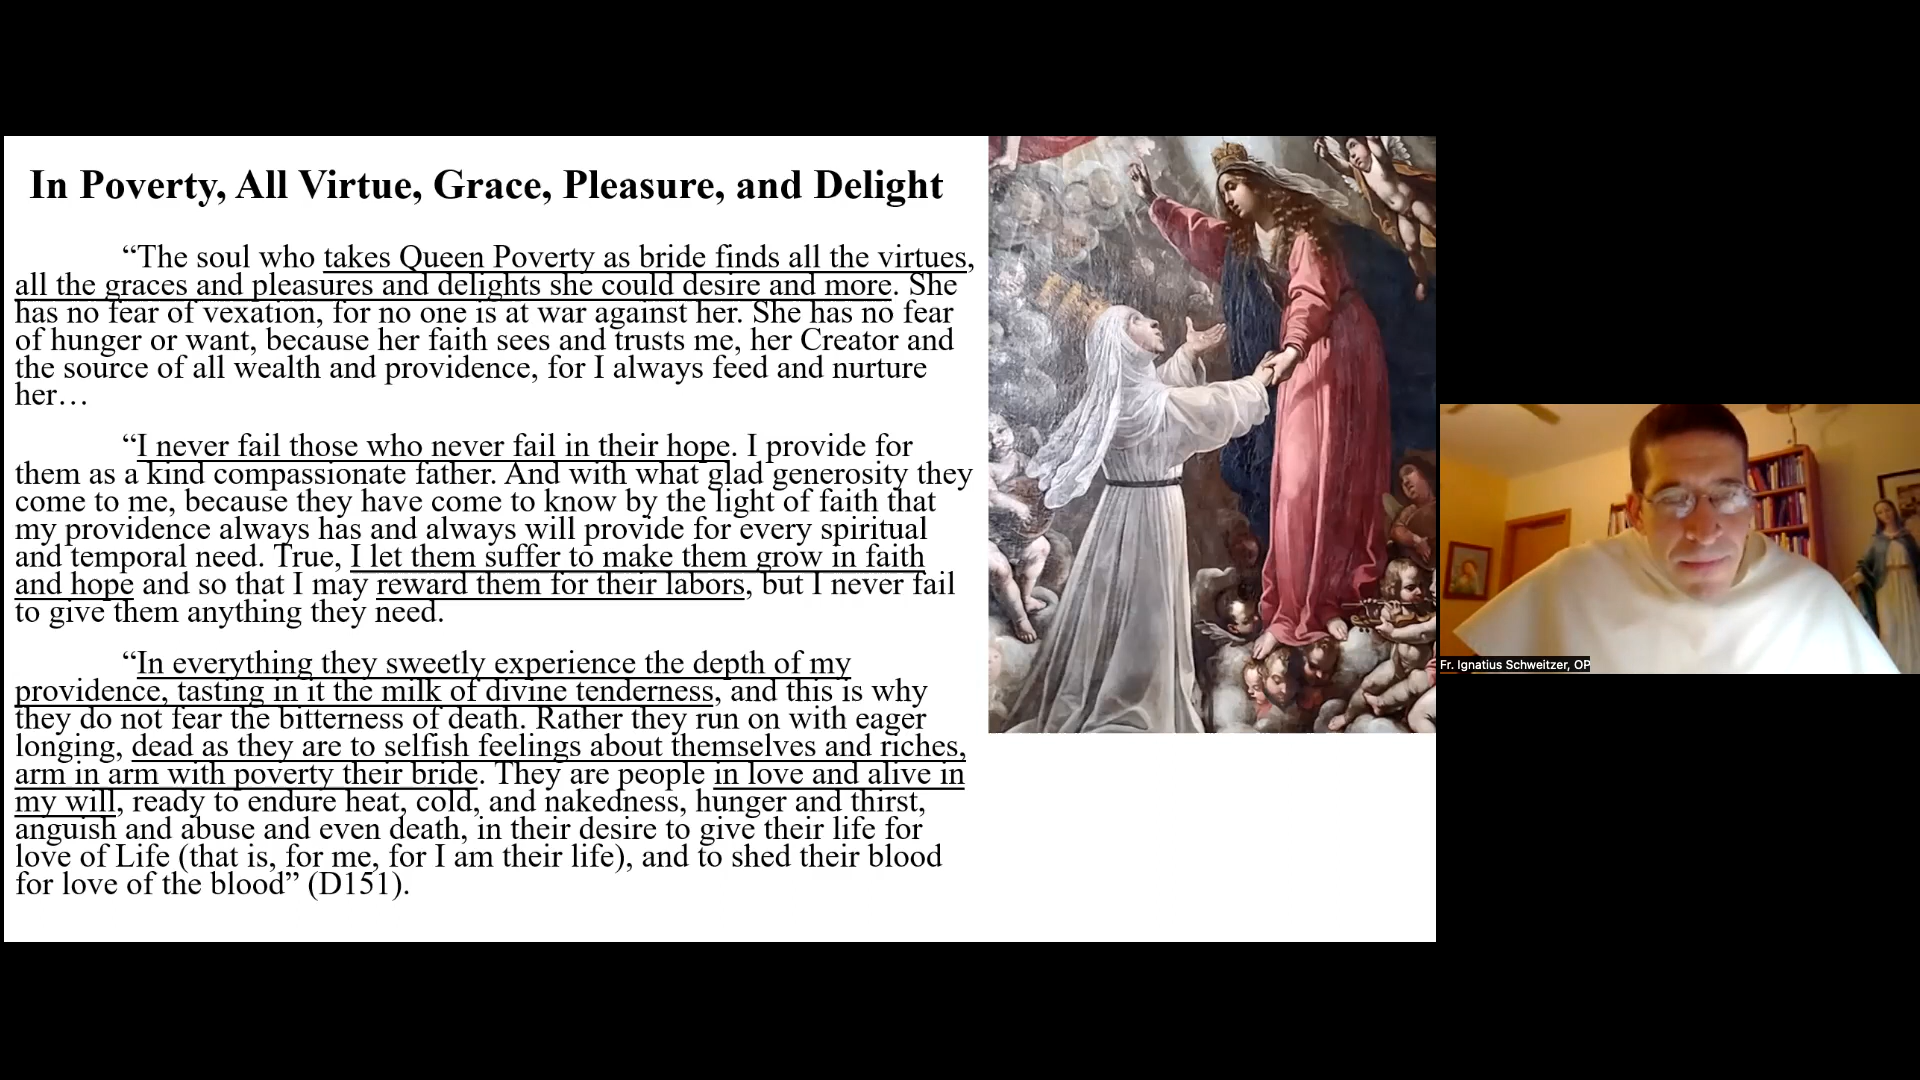 In Poverty, All Virtue, Grace, Pleasure, and Delight
“The soul who takes Queen Poverty as bride finds all the virtues,
all the graces and pleasures and delights she could desire and more. She
has no fear of vexation, for no one is at war against her. She has no fear
of hunger or want, because her faith sees and trusts me, her Creator and
the source of all wealth and providence, for I always feed and nurture
her…
“I never fail those who never fail in their hope. I provide for
them as a kind compassionate father. And with what glad generosity they
come to me, because they have come to know by the light of faith that
my providence always has and always will provide for every spiritual
and temporal need. True, I let them suffer to make them grow in faith
and hope and so that I may reward them for their labors, but I never fail
to give them anything they need.
“In everything they sweetly experience the depth of my
providence, tasting in it the milk of divine tenderness, and this is why
they do not fear the bitterness of death. Rather they run on with eager
longing, dead as they are to selfish feelings about themselves and riches,
arm in arm with poverty their bride. They are people in love and alive in
my will, ready to endure heat, cold, and nakedness, hunger and thirst,
anguish and abuse and even death, in their desire to give their life for
love of Life (that is, for me, for I am their life), and to shed their blood
for love of the blood” (D151).
Fr. Ignatius Schweitzer, OP